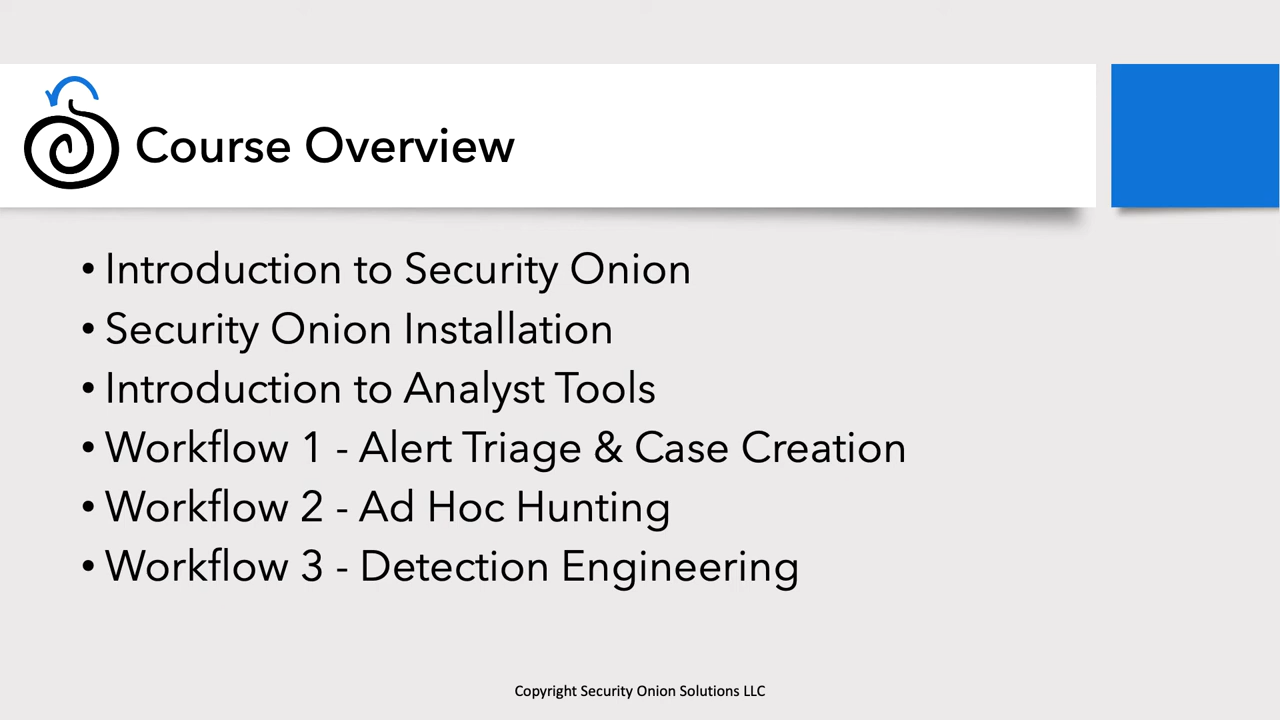 Course Overview
• Introduction to Security Onion
• Security Onion Installation
• Introduction to Analyst Tools
• Workflow 1 - Alert Triage & Case Creation
• Workflow 2 - Ad Hoc Hunting
• Workflow 3 - Detection Engineering
Copyright Security Onion Solutions LLC